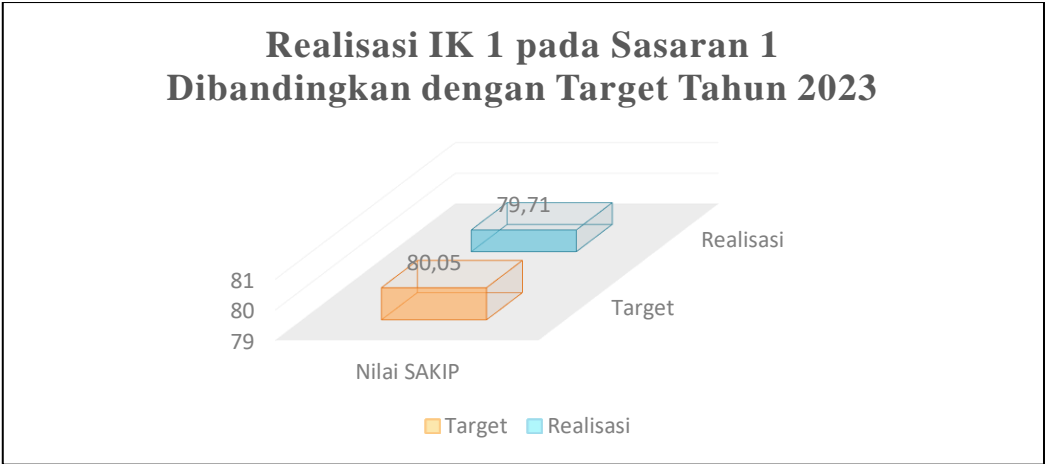 Realisasi IK 1 pada Sasaran 1
Dibandingkan dengan Target Tahun 2023
79,71
Realisasi
80,05
81
Target
80
79
Nilai SAKIP
Target
Realisasi